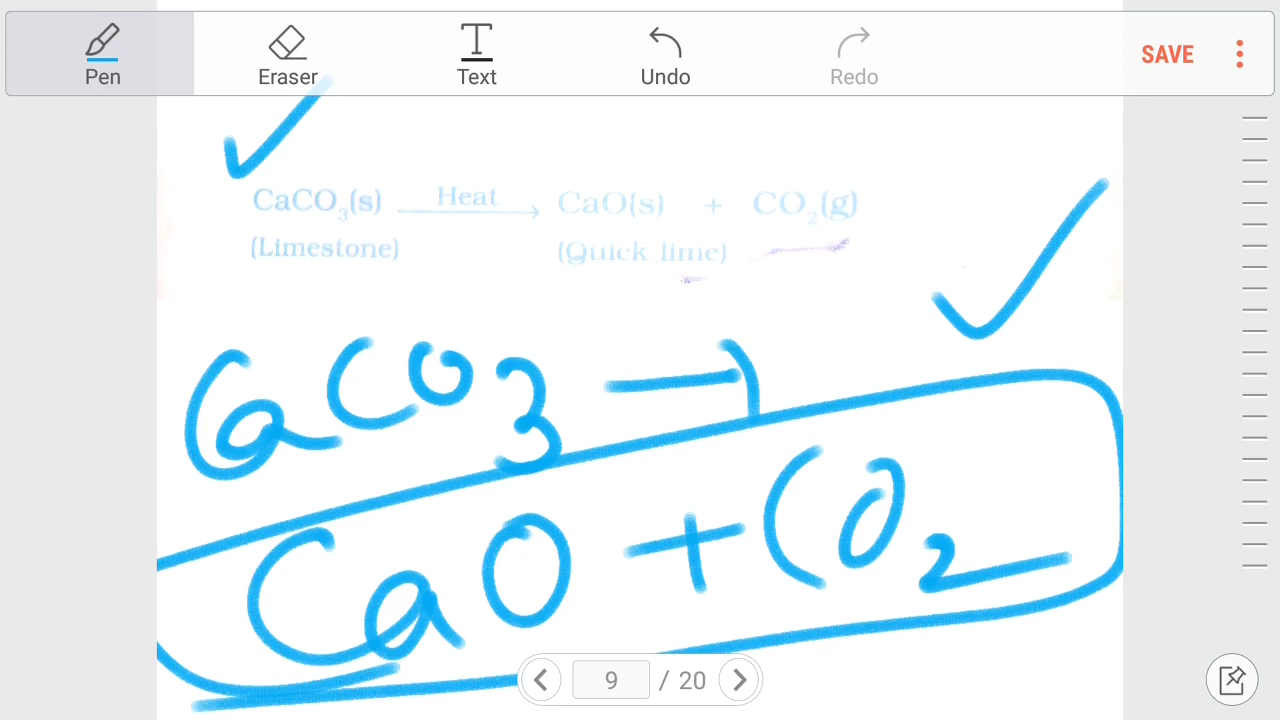 Pen Eraser Text Undo Redo SAVE
CaCO₃(s) Heat → CaO(s) + CO₂(g)
(Limestone) (Quick lime)
CaCO3 →
CaO + CO2
9 / 20